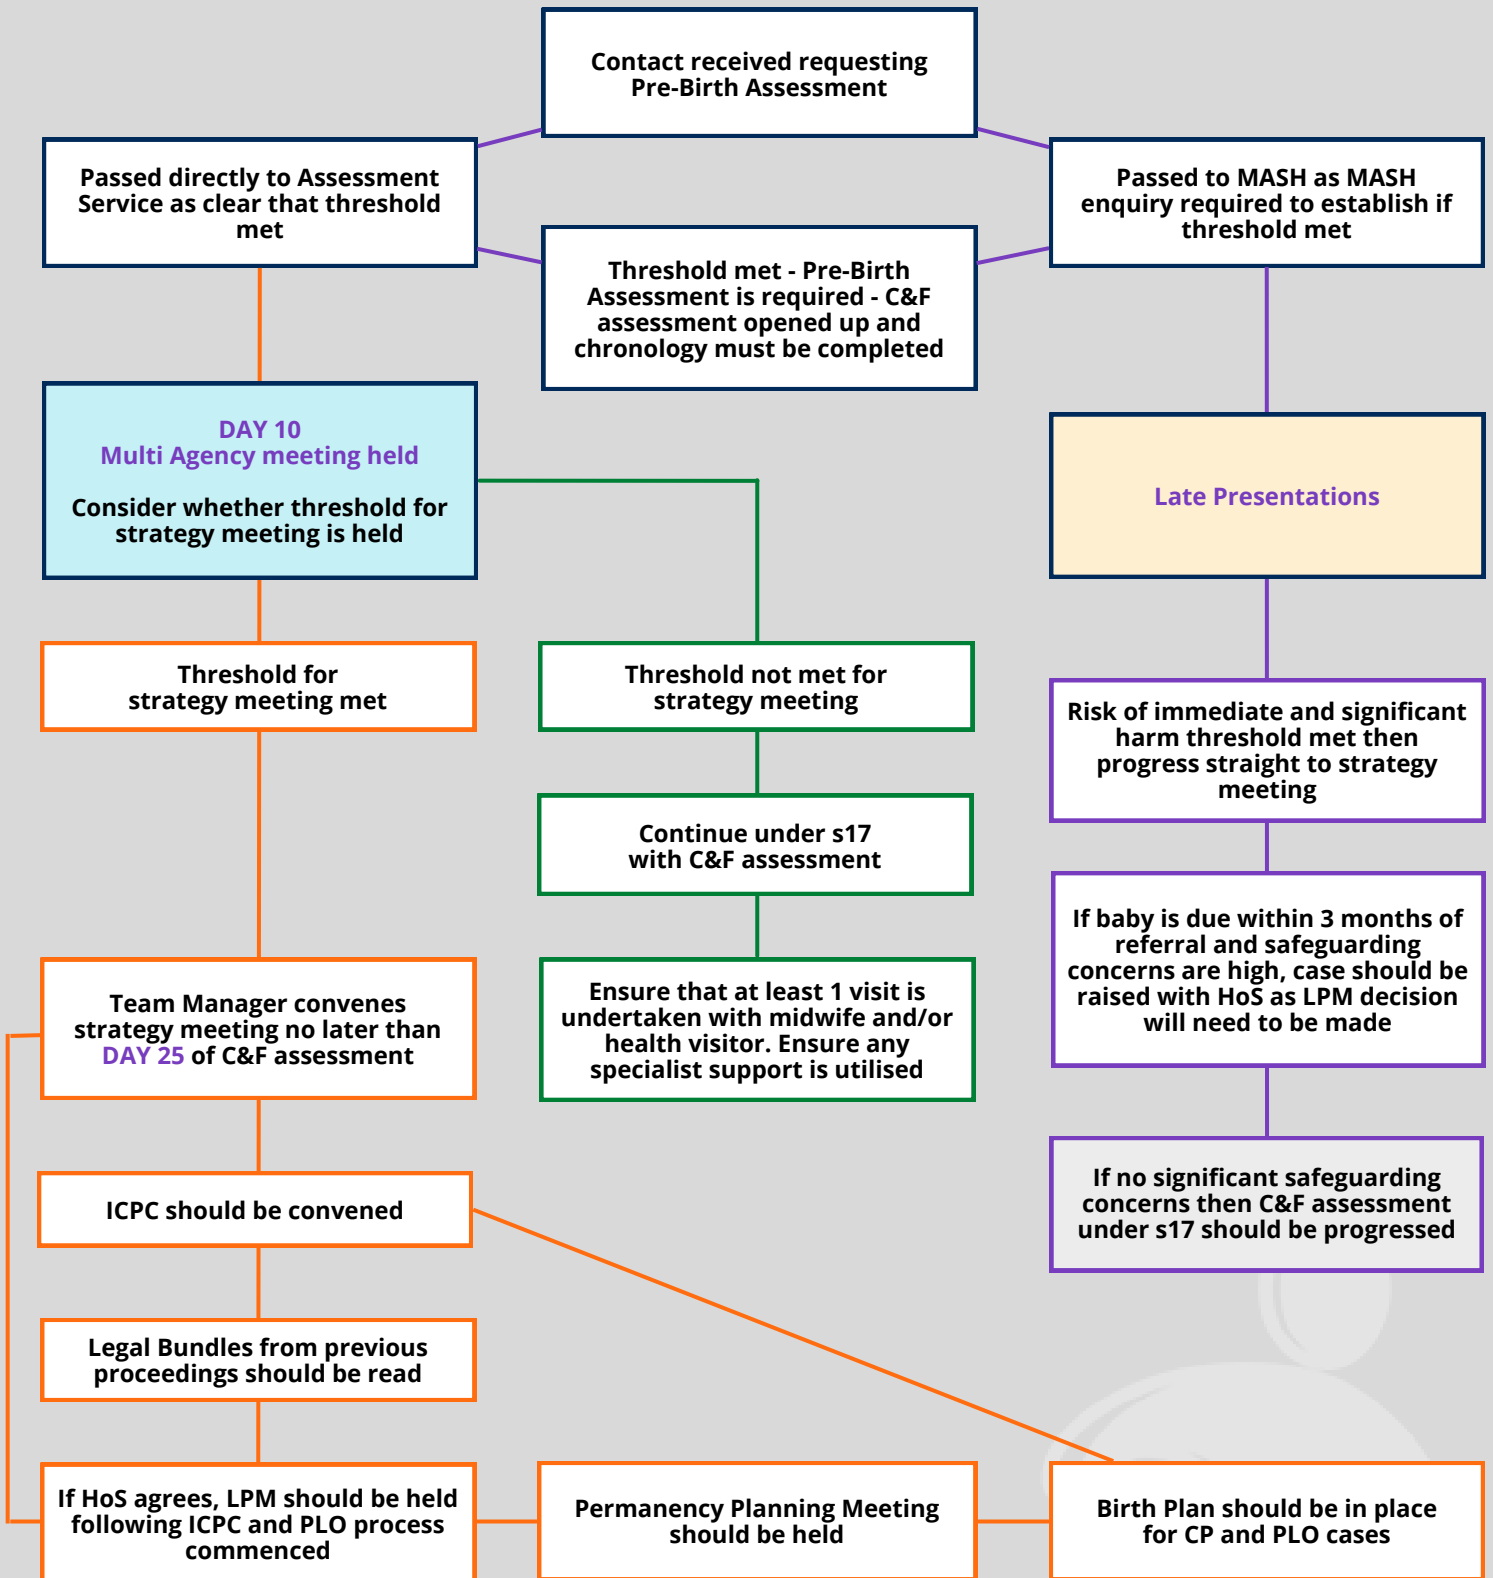 Contact received requesting
Pre-Birth Assessment
Passed directly to Assessment
Service as clear that threshold
met
Passed to MASH as MASH
enquiry required to establish if
threshold met
Threshold met - Pre-Birth
Assessment is required - C&F
assessment opened up and
chronology must be completed
DAY 10
Multi Agency meeting held
Consider whether threshold for
strategy meeting is held
Late Presentations
Threshold for
strategy meeting met
Threshold not met for
strategy meeting
Risk of immediate and significant
harm threshold met then
progress straight to strategy
meeting
Continue under s17
with C&F assessment
If baby is due within 3 months of
referral and safeguarding
concerns are high, case should be
raised with HoS as LPM decision
will need to be made
Team Manager convenes
strategy meeting no later than
DAY 25 of C&F assessment
Ensure that at least 1 visit is
undertaken with midwife and/or
health visitor. Ensure any
specialist support is utilised
If no significant safeguarding
concerns then C&F assessment
under s17 should be progressed
ICPC should be convened
Legal Bundles from previous
proceedings should be read
If HoS agrees, LPM should be held
following ICPC and PLO process
commenced
Permanency Planning Meeting
should be held
Birth Plan should be in place
for CP and PLO cases